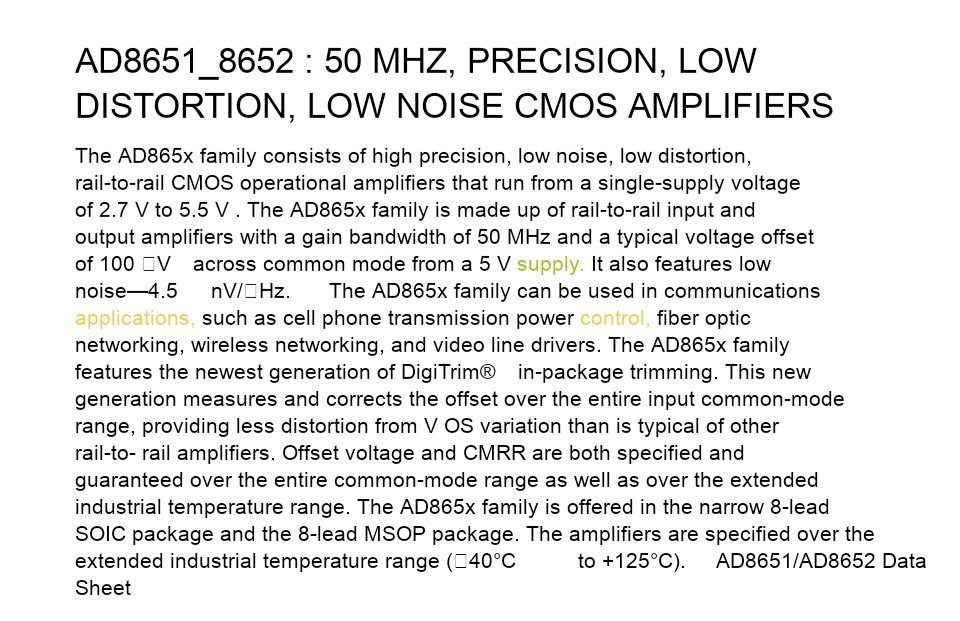 AD8651_8652 : 50 MHZ, PRECISION, LOW
DISTORTION, LOW NOISE CMOS AMPLIFIERS
The AD865x family consists of high precision, low noise, low distortion,
rail-to-rail CMOS operational amplifiers that run from a single-supply voltage
of 2.7 V to 5.5 V . The AD865x family is made up of rail-to-rail input and
output amplifiers with a gain bandwidth of 50 MHz and a typical voltage offset
of 100 □V across common mode from a 5 V supply. It also features low
noise—4.5 nV/□Hz. The AD865x family can be used in communications
applications, such as cell phone transmission power control, fiber optic
networking, wireless networking, and video line drivers. The AD865x family
features the newest generation of DigiTrim® in-package trimming. This new
generation measures and corrects the offset over the entire input common-mode
range, providing less distortion from V OS variation than is typical of other
rail-to- rail amplifiers. Offset voltage and CMRR are both specified and
guaranteed over the entire common-mode range as well as over the extended
industrial temperature range. The AD865x family is offered in the narrow 8-lead
SOIC package and the 8-lead MSOP package. The amplifiers are specified over the
extended industrial temperature range (□40°C to +125°C). AD8651/AD8652 Data
Sheet